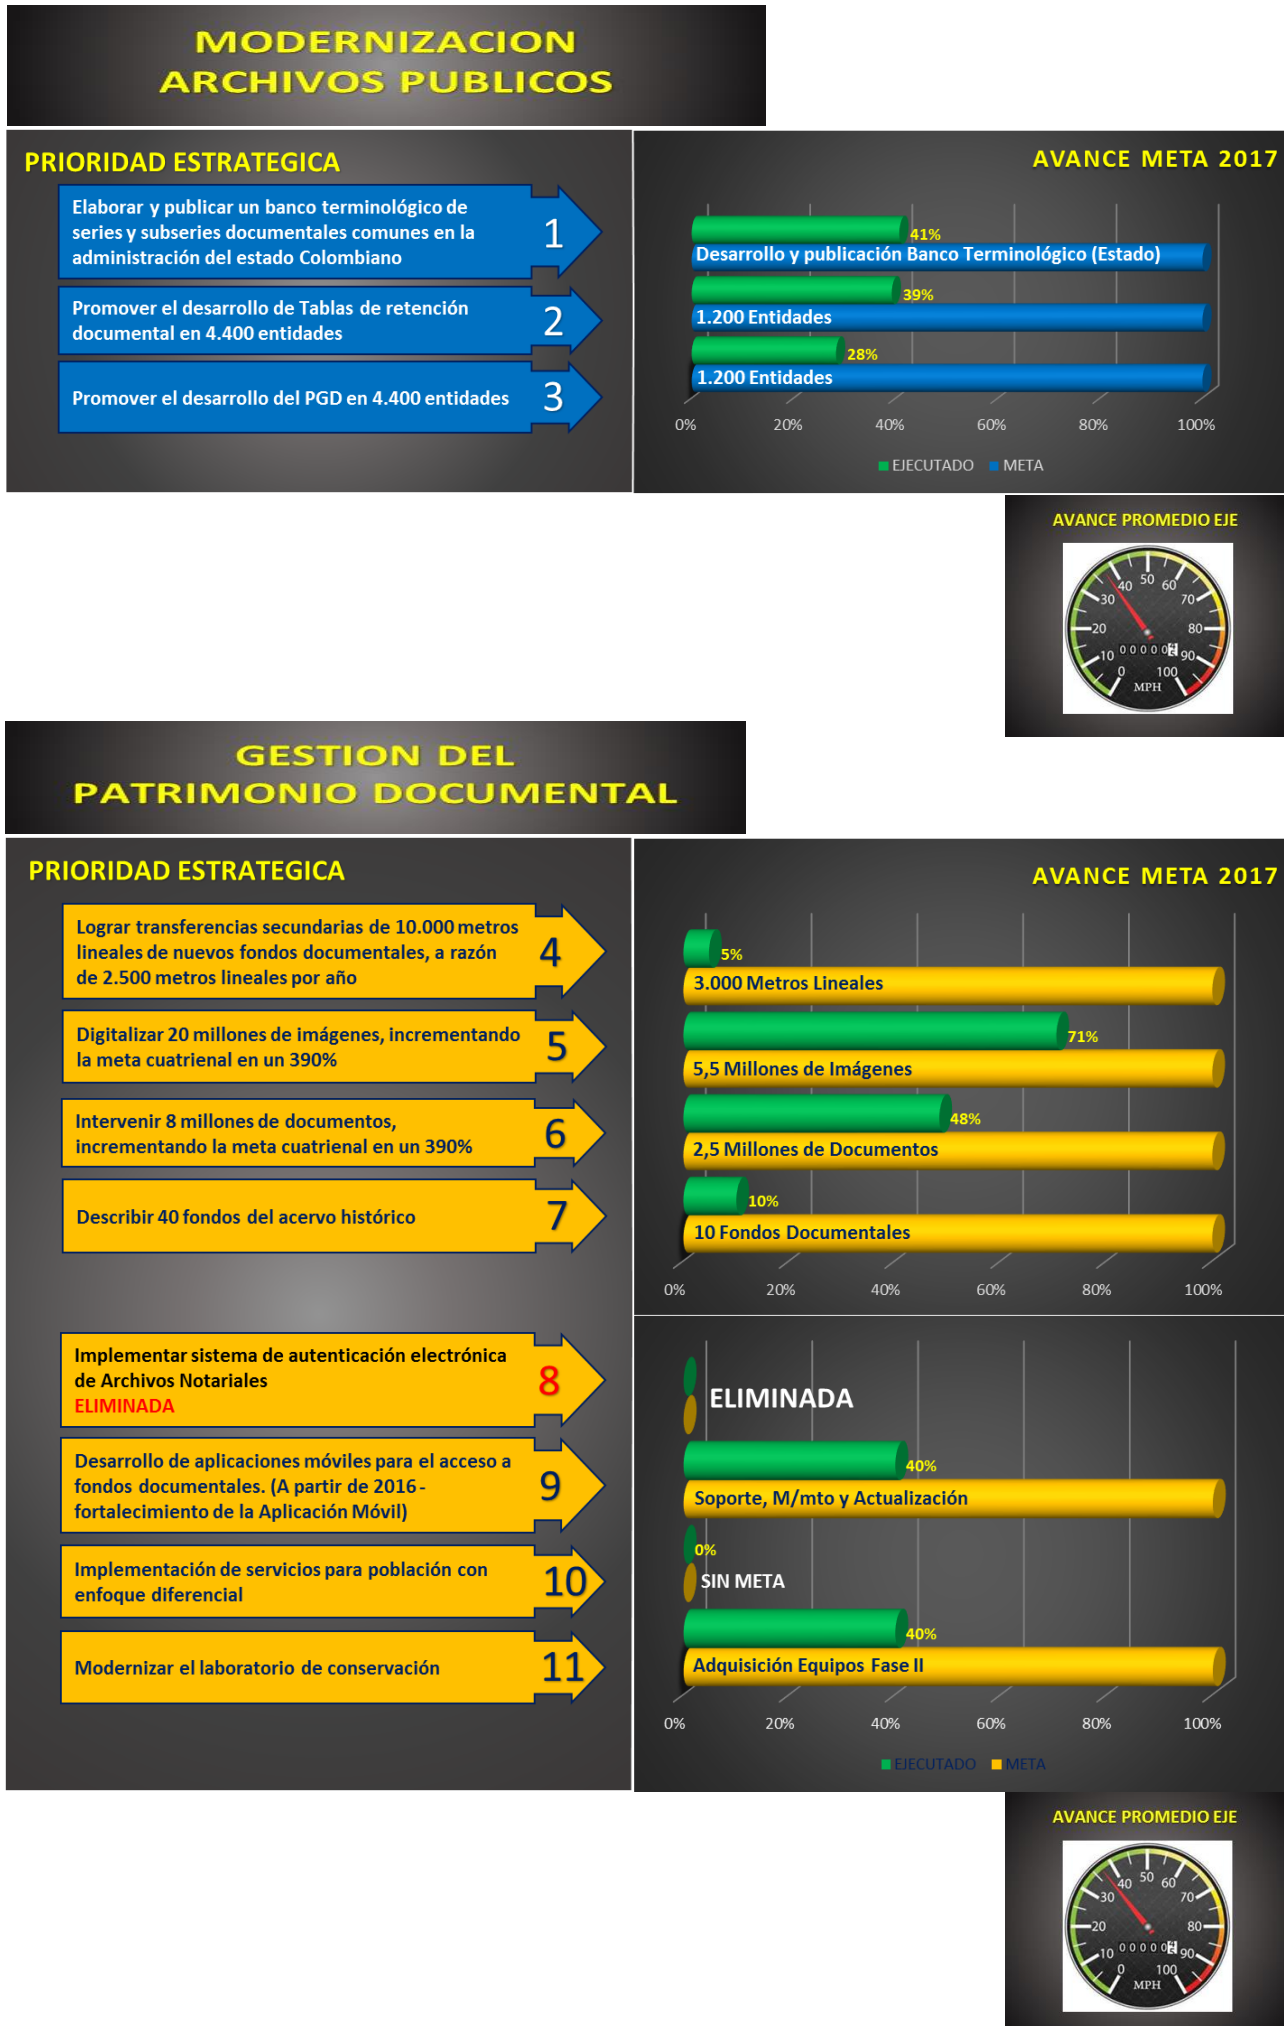 MODERNIZACION
ARCHIVOS PUBLICOS
PRIORIDAD ESTRATEGICA
Elaborar y publicar un banco terminológico de
series y subseries documentales comunes en la
administración del estado Colombiano
1
Promover el desarrollo de Tablas de retención
documental en 4.400 entidades
2
Promover el desarrollo del PGD en 4.400 entidades
3
AVANCE META 2017
41%
Desarrollo y publicación Banco Terminológico (Estado)
39%
1.200 Entidades
28%
1.200 Entidades
0% 20% 40% 60% 80% 100%
EJECUTADO META
AVANCE PROMEDIO EJE
0 10 20 30 40 50 60 70 80 90 100
0 0 0 0 0
MPH
GESTION DEL
PATRIMONIO DOCUMENTAL
PRIORIDAD ESTRATEGICA
Lograr transferencias secundarias de 10.000 metros
lineales de nuevos fondos documentales, a razón
de 2.500 metros lineales por año
4
Digitalizar 20 millones de imágenes, incrementando
la meta cuatrienal en un 390%
5
Intervenir 8 millones de documentos,
incrementando la meta cuatrienal en un 390%
6
Describir 40 fondos del acervo histórico
7
Implementar sistema de autenticación electrónica
de Archivos Notariales
ELIMINADA
8
Desarrollo de aplicaciones móviles para el acceso a
fondos documentales. (A partir de 2016 -
fortalecimiento de la Aplicación Móvil)
9
Implementación de servicios para población con
enfoque diferencial
10
Modernizar el laboratorio de conservación
11
AVANCE META 2017
5%
3.000 Metros Lineales
71%
5,5 Millones de Imágenes
48%
2,5 Millones de Documentos
10%
10 Fondos Documentales
0% 20% 40% 60% 80% 100%
ELIMINADA
40%
Soporte, M/mto y Actualización
0%
SIN META
40%
Adquisición Equipos Fase II
0% 20% 40% 60% 80% 100%
EJECUTADO META
AVANCE PROMEDIO EJE
0 10 20 30 40 50 60 70 80 90 100
0 0 0 0 0
MPH